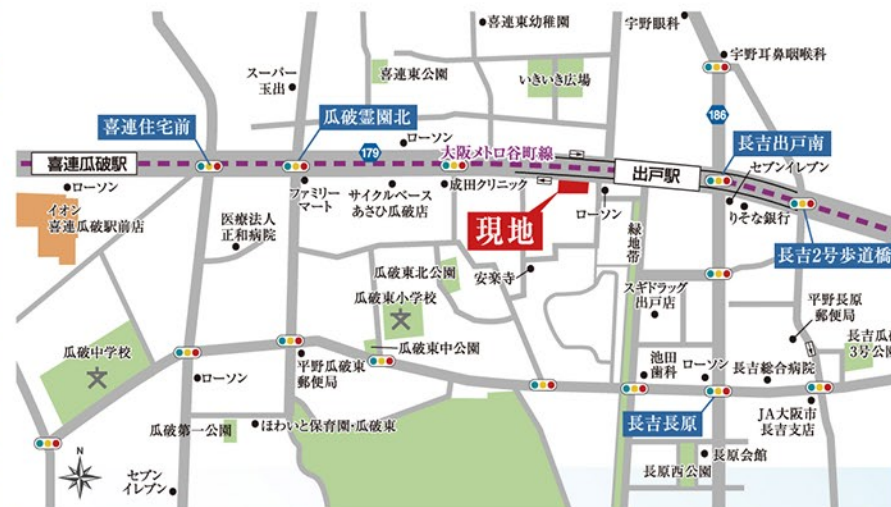 喜連東幼稚園
宇野眼科
宇野耳鼻咽喉科
スーパー
玉出
喜連東公園
いきいき広場
186
喜連住宅前
瓜破霊園北
ローソン
179
大阪メトロ谷町線
長吉出戸南
喜連瓜破駅
出戸駅
セブンイレブン
ローソン
ファミリー
マート
サイクルベース
あさひ瓜破店
成田クリニック
ローソン
りそな銀行
イオン
喜連瓜破駅前店
医療法人
正和病院
現地
緑地帯
長吉2号歩道橋
瓜破東北公園
安楽寺
スギドラッグ
出戸店
瓜破東小学校
平野長原
郵便局
瓜破中学校
瓜破東中公園
長吉瓜破
3号公園
ローソン
平野瓜破東
郵便局
池田
歯科
ローソン
長吉総合病院
瓜破第一公園
ほわいと保育園・瓜破東
長吉長原
JA大阪市
長吉支店
N
セブン
イレブン
長原西公園
長原会館